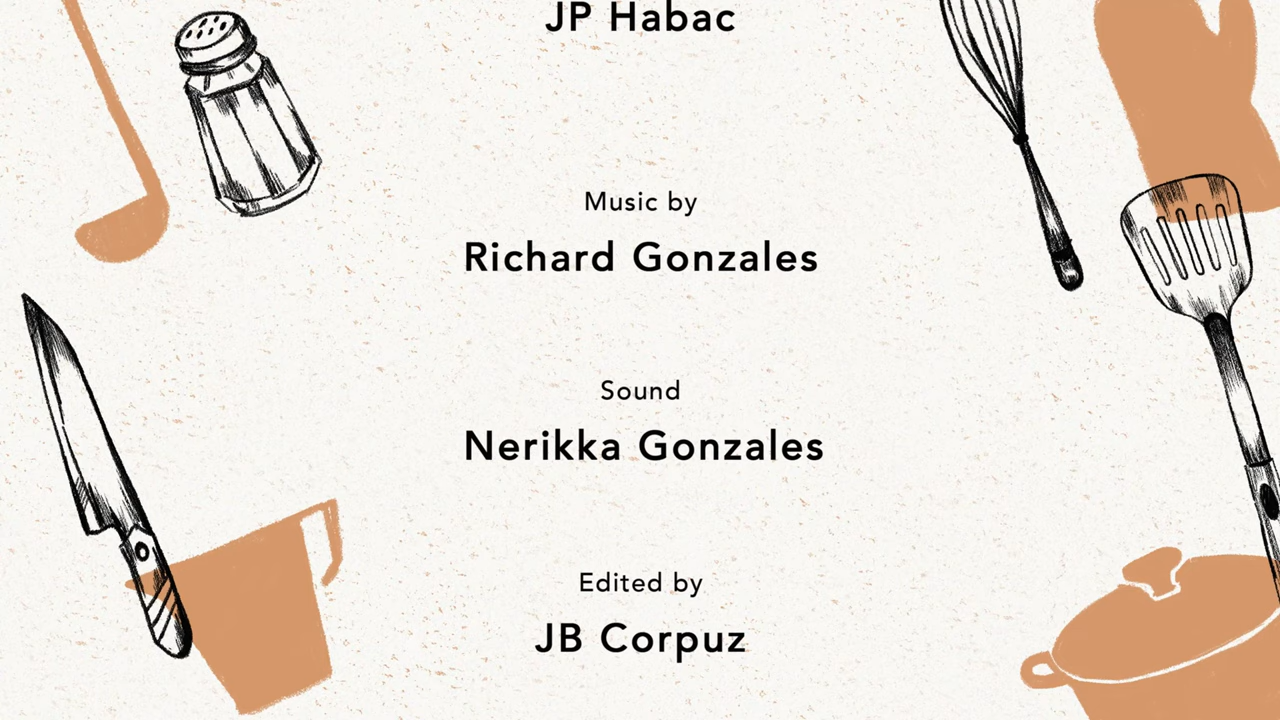 JP Habac
Music by
Richard Gonzales
Sound
Nerikka Gonzales
Edited by
JB Corpuz